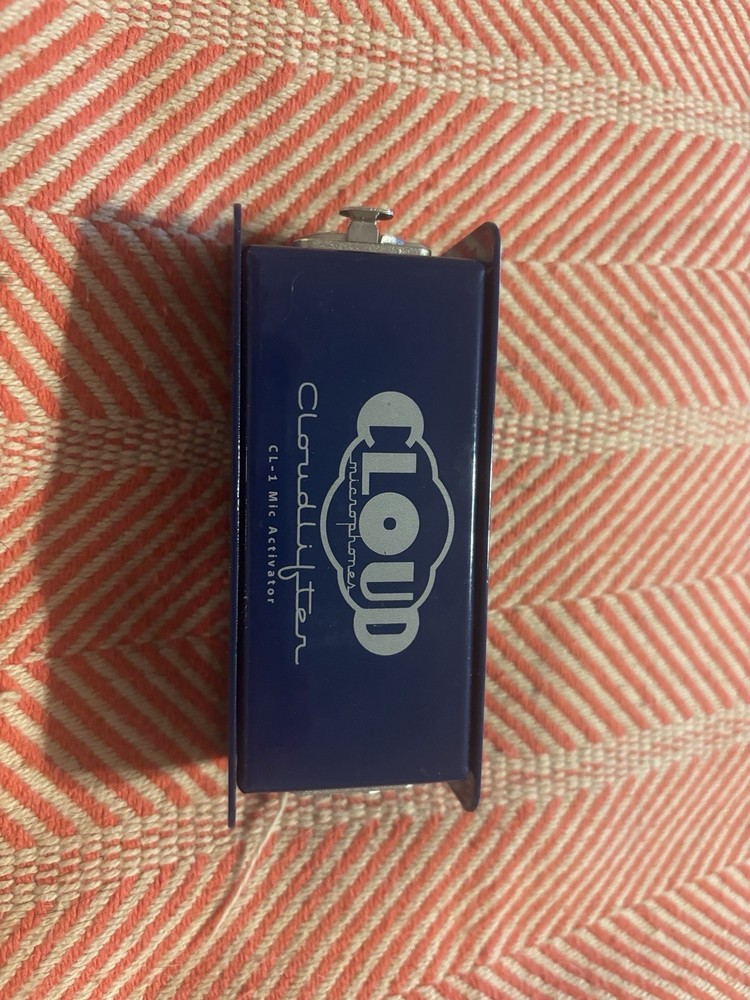 CLOUD
microphones
Cloudlifter
CL-1 Mic Activator